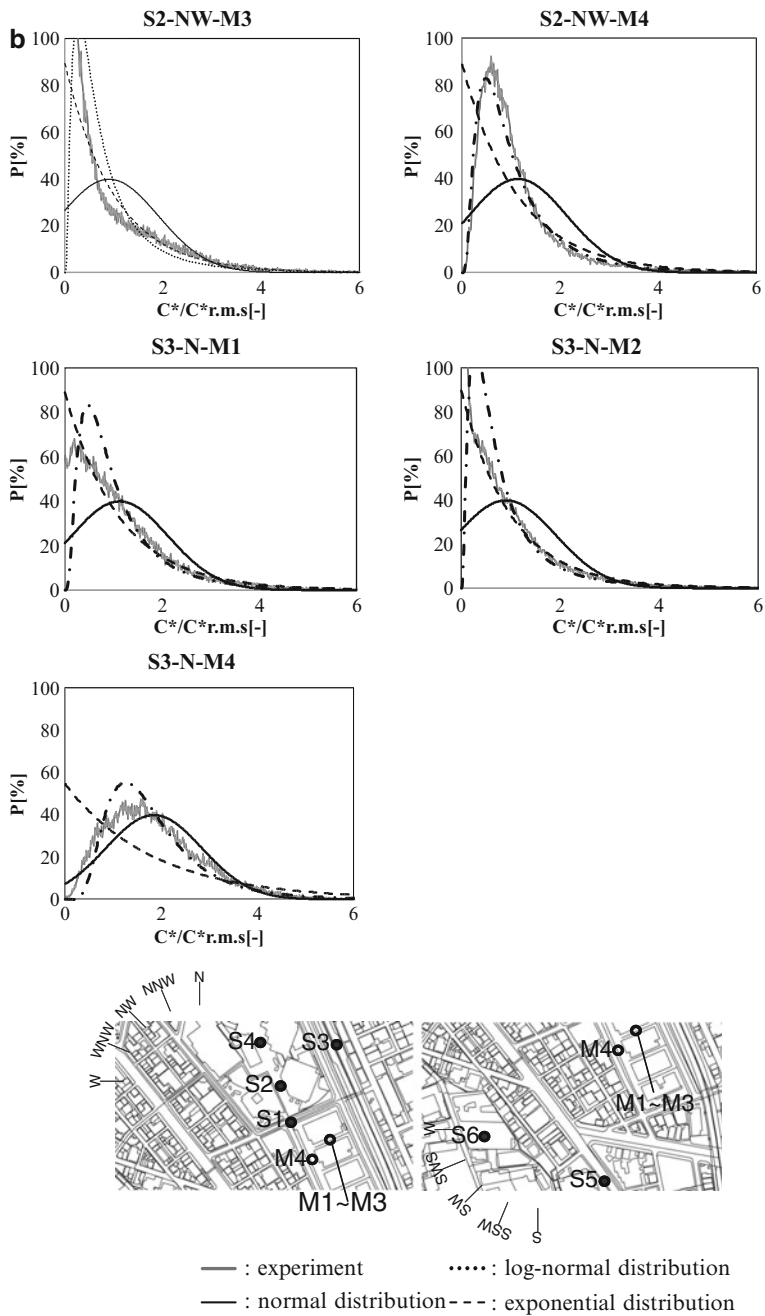 b
S2-NW-M3
S2-NW-M4
100
80
60
40
20
0
P[%]
0 2 4 6
C*/C*r.m.s[-]
100
80
60
40
20
0
P[%]
0 2 4 6
C*/C*r.m.s[-]
S3-N-M1
S3-N-M2
100
80
60
40
20
0
P[%]
0 2 4 6
C*/C*r.m.s[-]
100
80
60
40
20
0
P[%]
0 2 4 6
C*/C*r.m.s[-]
S3-N-M4
100
80
60
40
20
0
P[%]
0 2 4 6
C*/C*r.m.s[-]
N
NNW
NW
WNW
W
S4
S3
S2
S1
M4
M1~M3
M4
M1~M3
W
S6
SWS
SW
SSW
S
S5
: experiment
: log-normal distribution
: normal distribution
: exponential distribution